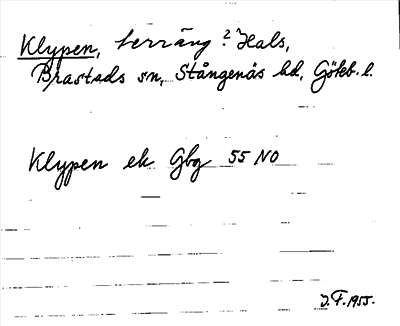 Klypen, terräng ? Hals,
Brastads sn, Stångenäs hd, Göteb. l.
Klypen ek Gbg 55 NO
J.F. 1955.